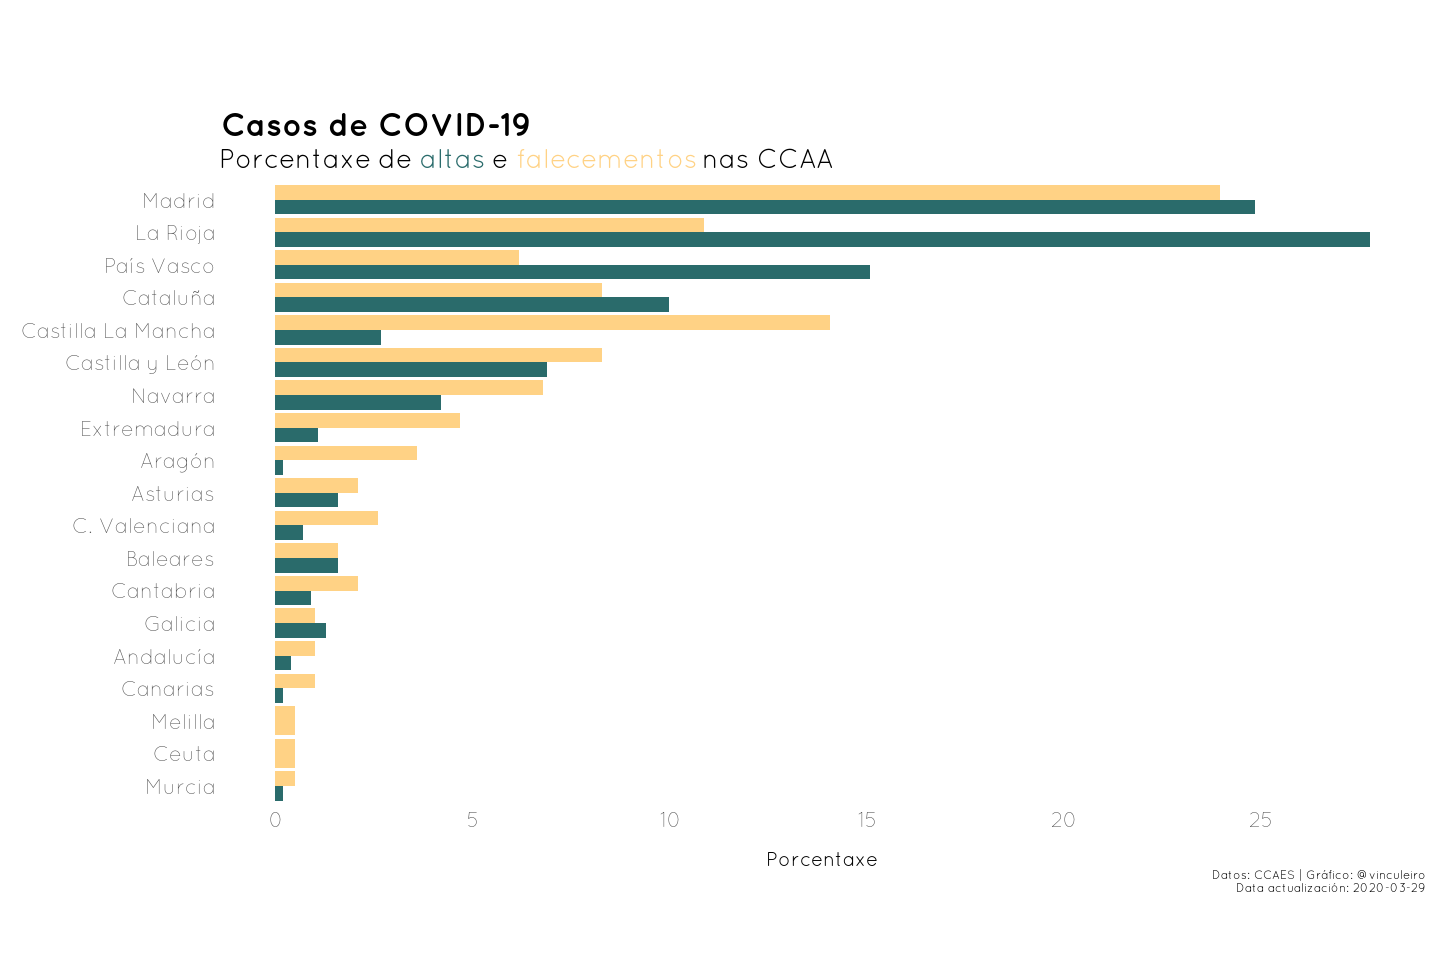 Casos de COVID-19
Porcentaxe de altas e falecementos nas CCAA
Madrid
La Rioja
País Vasco
Cataluña
Castilla La Mancha
Castilla y León
Navarra
Extremadura
Aragón
Asturias
C. Valenciana
Baleares
Cantabria
Galicia
Andalucía
Canarias
Melilla
Ceuta
Murcia
0 5 10 15 20 25
Porcentaxe
Datos: CCAES | Gráfico: @vinculeiro
Data actualización: 2020-03-29